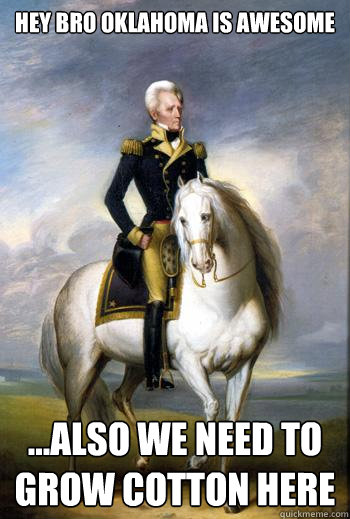 HEY BRO OKLAHOMA IS AWESOME
...ALSO WE NEED TO
GROW COTTON HERE
quickmeme.com